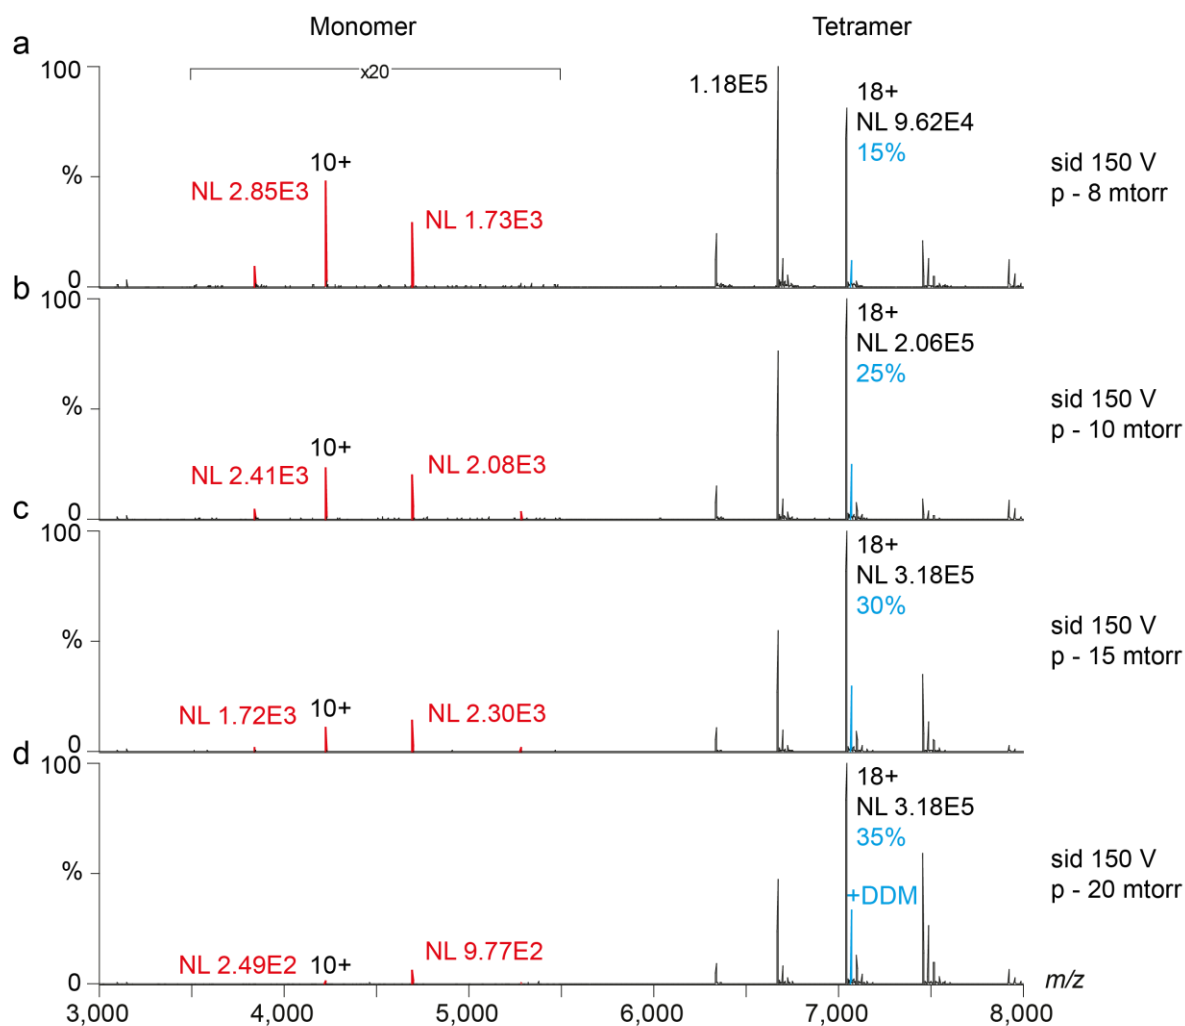 Monomer
Tetramer
a
100
x20
1.18E5
18+
NL 9.62E4
15%
10+
NL 2.85E3
NL 1.73E3
%
0
sid 150 V
p - 8 mtorr
b
100
18+
NL 2.06E5
25%
10+
NL 2.41E3
NL 2.08E3
%
0
sid 150 V
p - 10 mtorr
c
100
18+
NL 3.18E5
30%
10+
NL 1.72E3
NL 2.30E3
%
0
sid 150 V
p - 15 mtorr
d
100
18+
NL 3.18E5
35%
+DDM
NL 2.49E2
10+
NL 9.77E2
%
0
sid 150 V
p - 20 mtorr
m/z
3,000
4,000
5,000
6,000
7,000
8,000